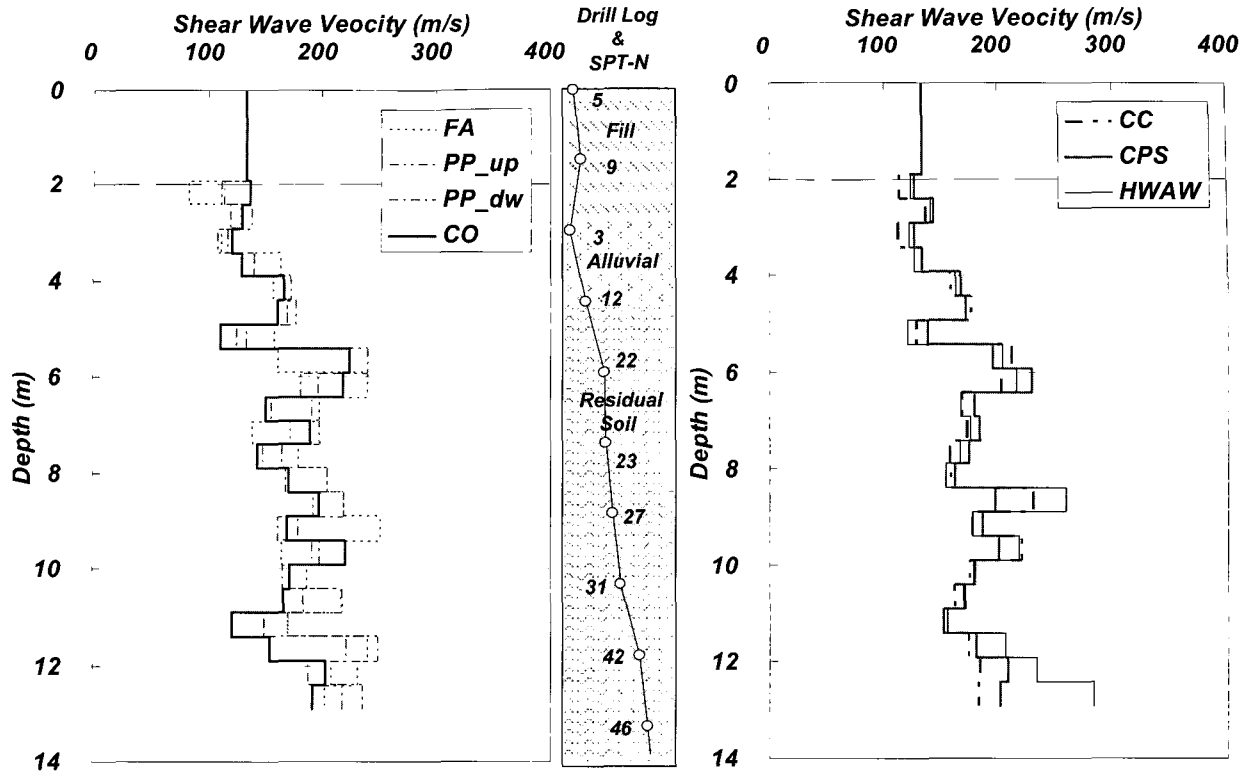 Shear Wave Veocity (m/s)
0 100 200 300 400
0
2
4
6
8
10
12
14
Depth (m)
FA
PP_up
PP_dw
CO
Drill Log
&
SPT-N
5
Fill
9
3
Alluvial
12
22
Residual
Soil
23
27
31
42
46
Shear Wave Veocity (m/s)
0 100 200 300 400
0
2
4
6
8
10
12
14
Depth (m)
CC
CPS
HWAW